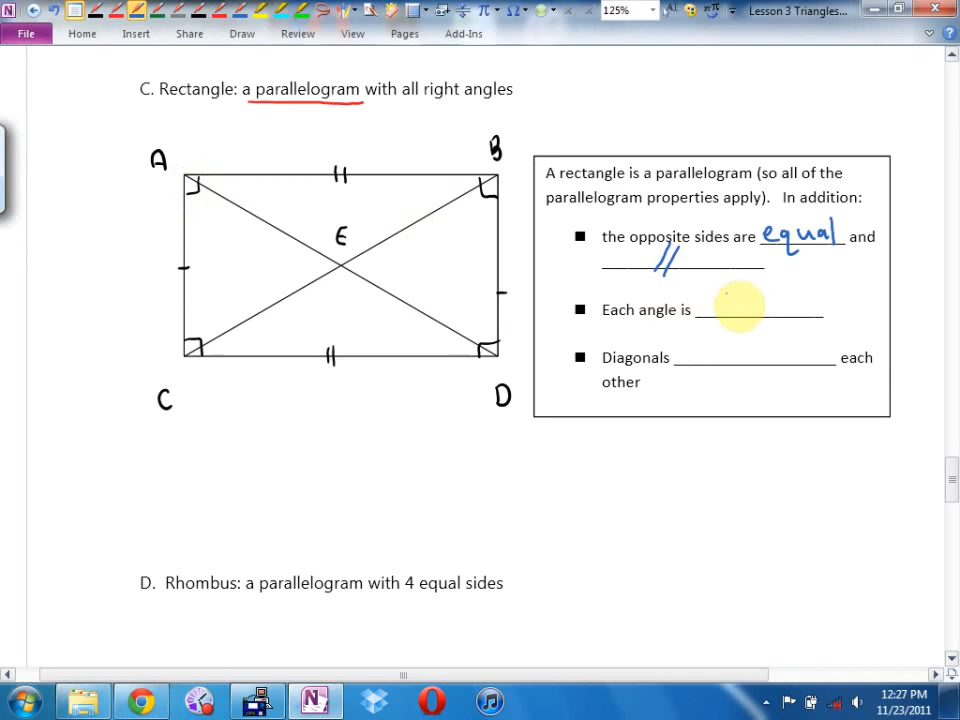 125%
Lesson 3 Triangles...
File Home Insert Share Draw Review View Pages Add-Ins
C. Rectangle: a parallelogram with all right angles
A
B
E
C
D
A rectangle is a parallelogram (so all of the
parallelogram properties apply). In addition:
■ the opposite sides are equal and
//
■ Each angle is ____________
■ Diagonals ____________ each
other
D. Rhombus: a parallelogram with 4 equal sides
12:27 PM
11/23/2011